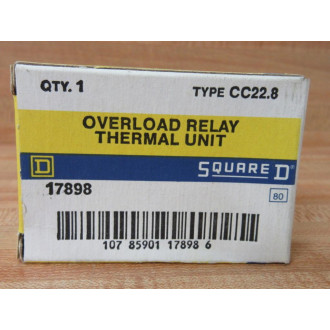 QTY. 1 TYPE CC22.8
OVERLOAD RELAY
THERMAL UNIT
D SQUARE D
17898 80
107 85901 17898 6